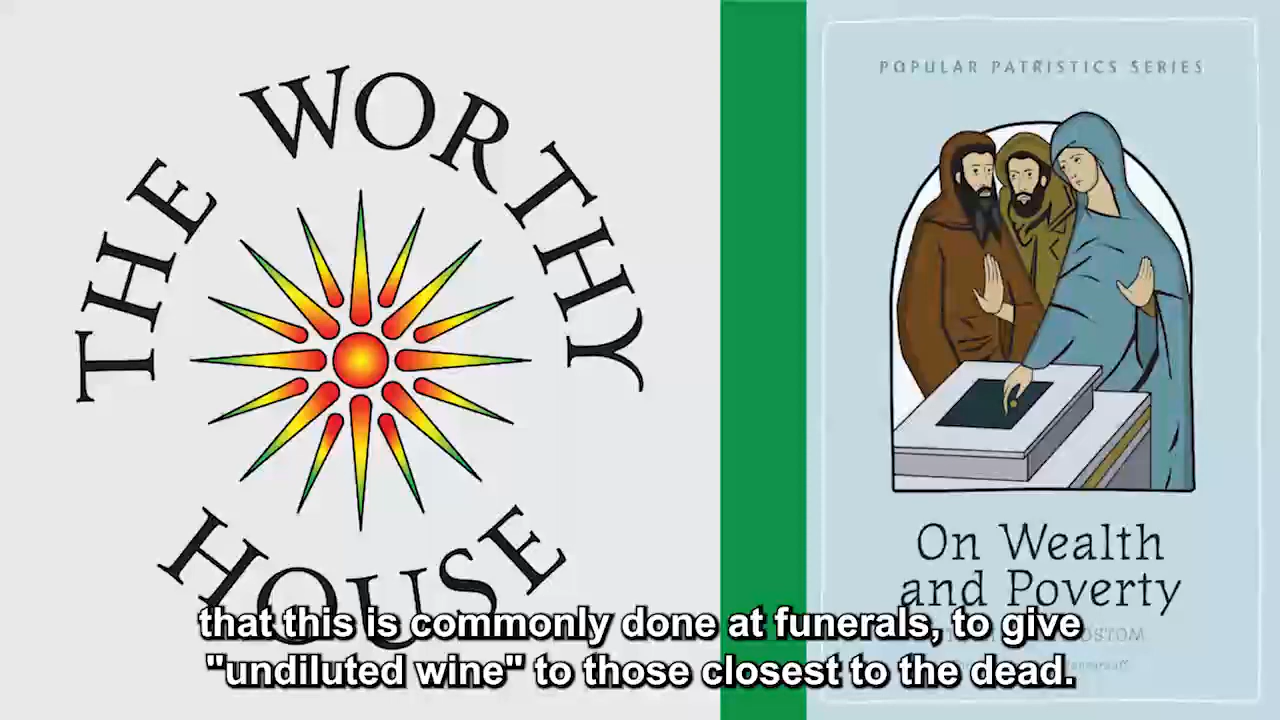 THE WORTHY
HOUSE
POPULAR PATRISTICS SERIES
On Wealth
and Poverty
that this is commonly done at funerals, to give
"undiluted wine" to those closest to the dead.